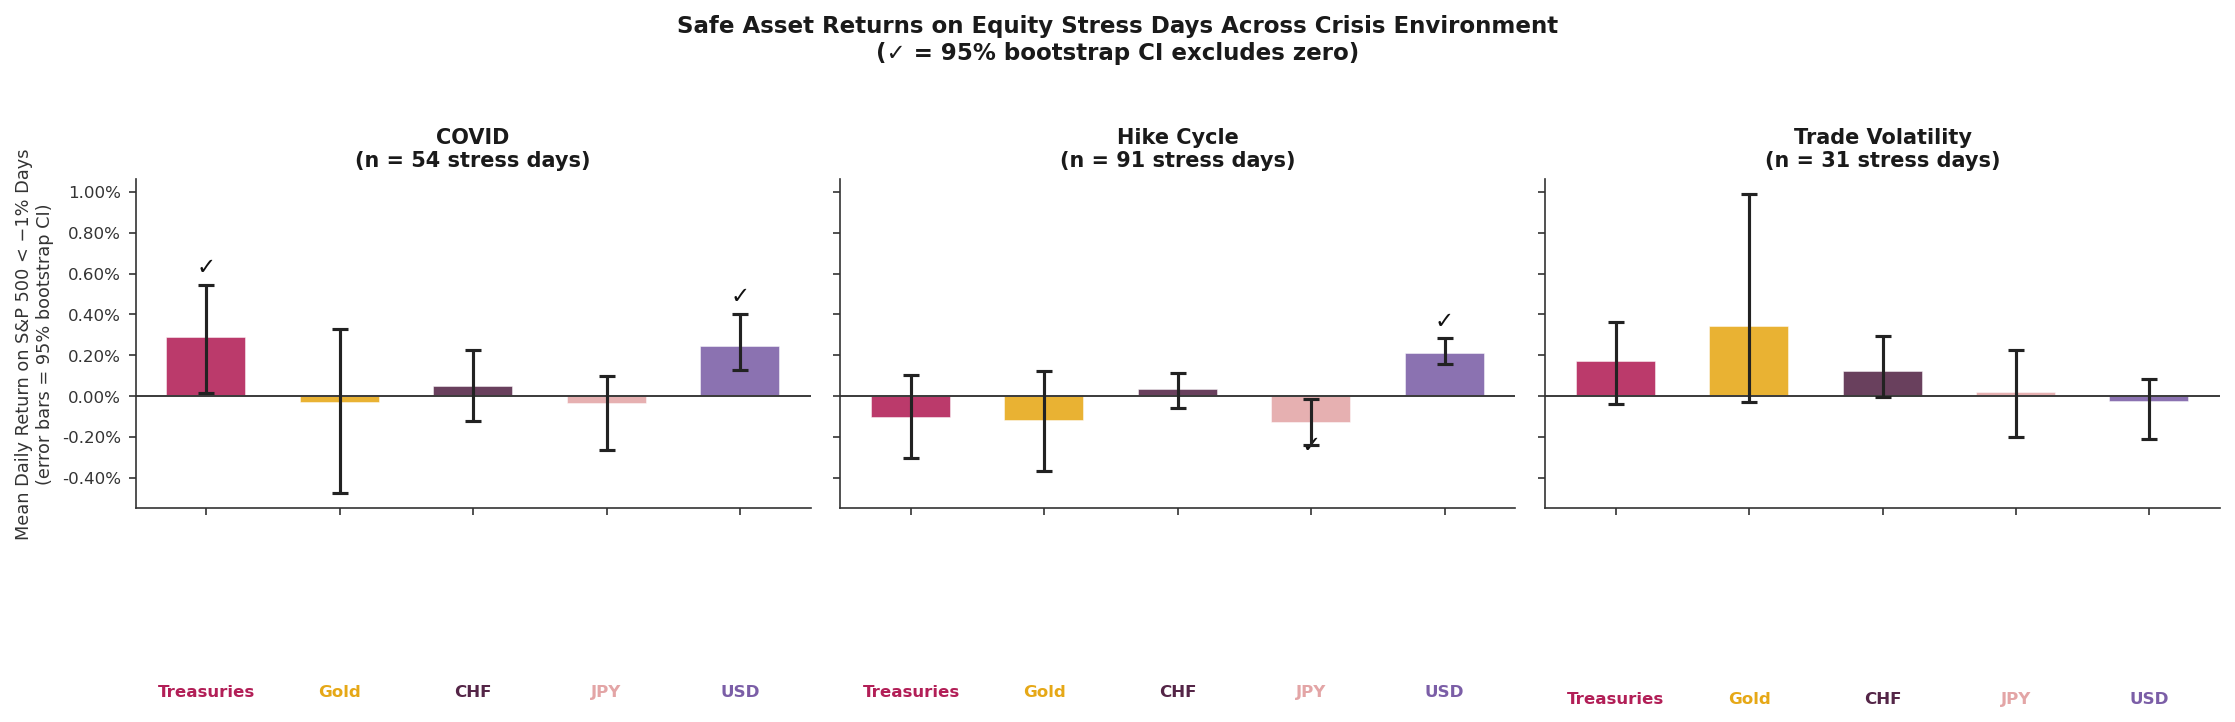 Safe Asset Returns on Equity Stress Days Across Crisis Environment
(✓ = 95% bootstrap CI excludes zero)
Mean Daily Return on S&P 500 < −1% Days
(error bars = 95% bootstrap CI)
COVID
(n = 54 stress days)
1.00%
0.80%
0.60%
0.40%
0.20%
0.00%
-0.20%
-0.40%
✓
✓
Treasuries Gold CHF JPY USD
Hike Cycle
(n = 91 stress days)
✓
✓
Treasuries Gold CHF JPY USD
Trade Volatility
(n = 31 stress days)
Treasuries Gold CHF JPY USD